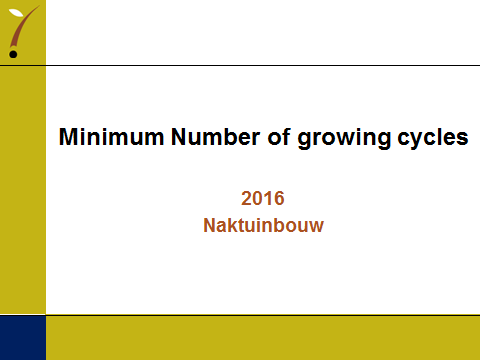 Minimum Number of growing cycles
2016
Naktuinbouw